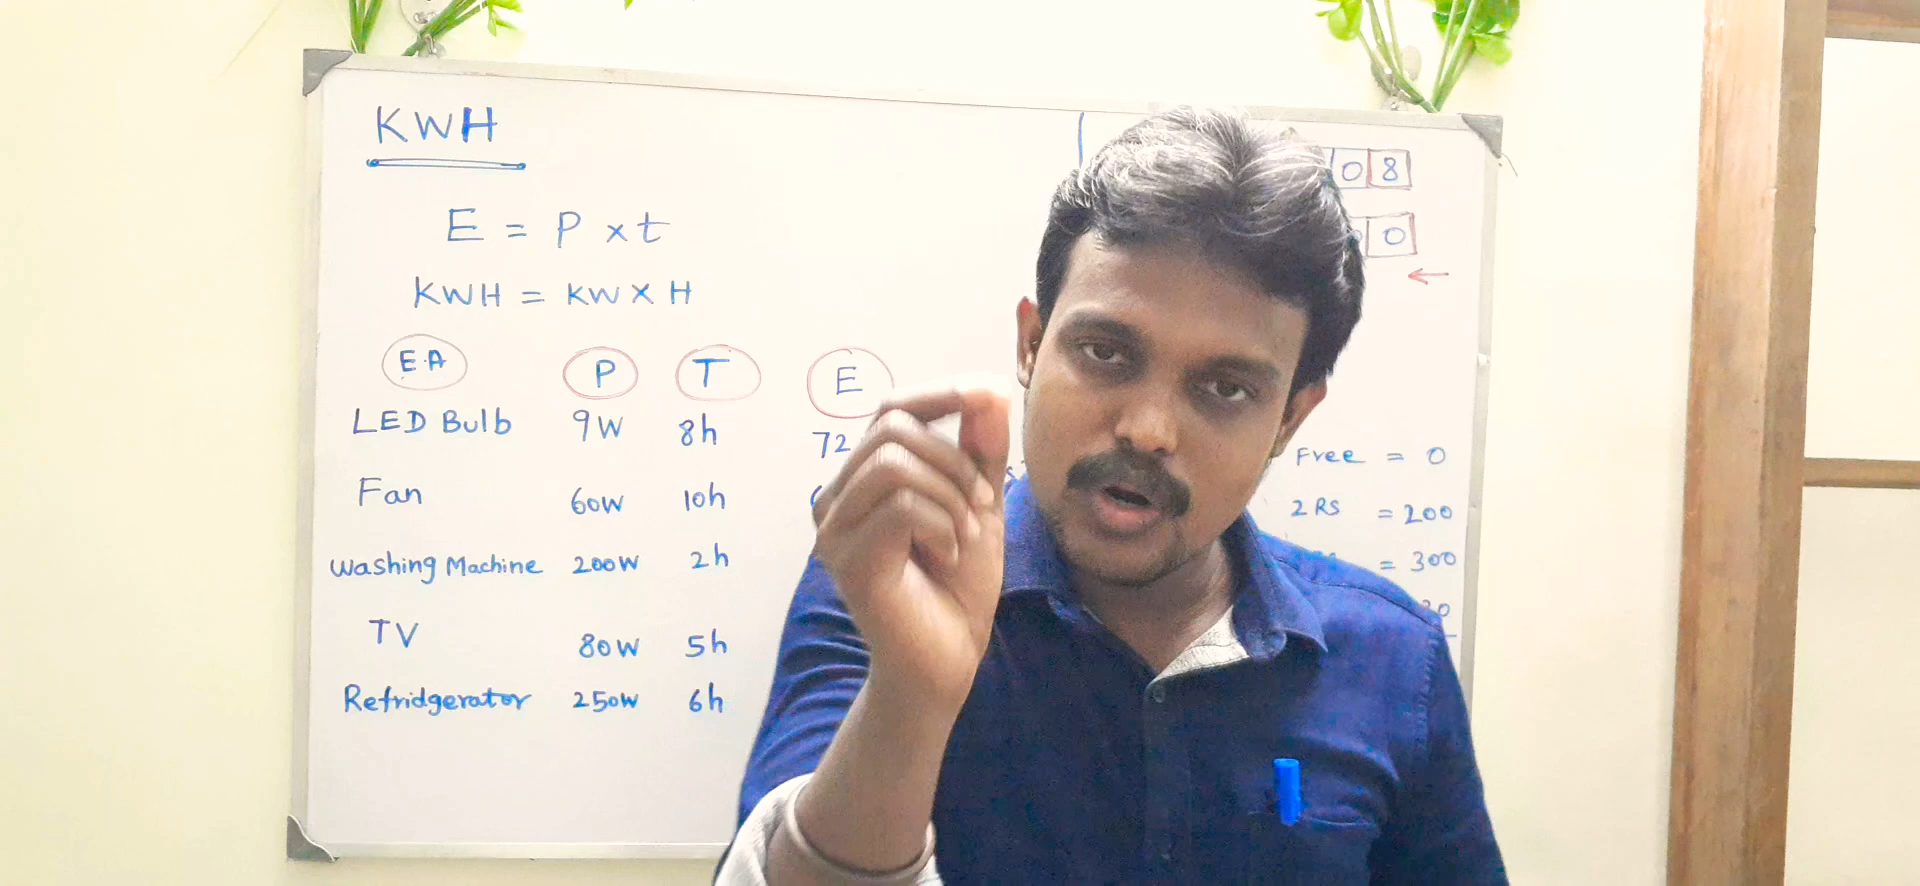 KWH
E = P x t
KWH = KW X H
E.A P T E
LED Bulb 9W 8h 72
Fan 60W 10h
Washing Machine 200W 2h
TV 80W 5h
Refridgerator 250W 6h
0 8
0
Free = 0
2 RS = 200
= 300